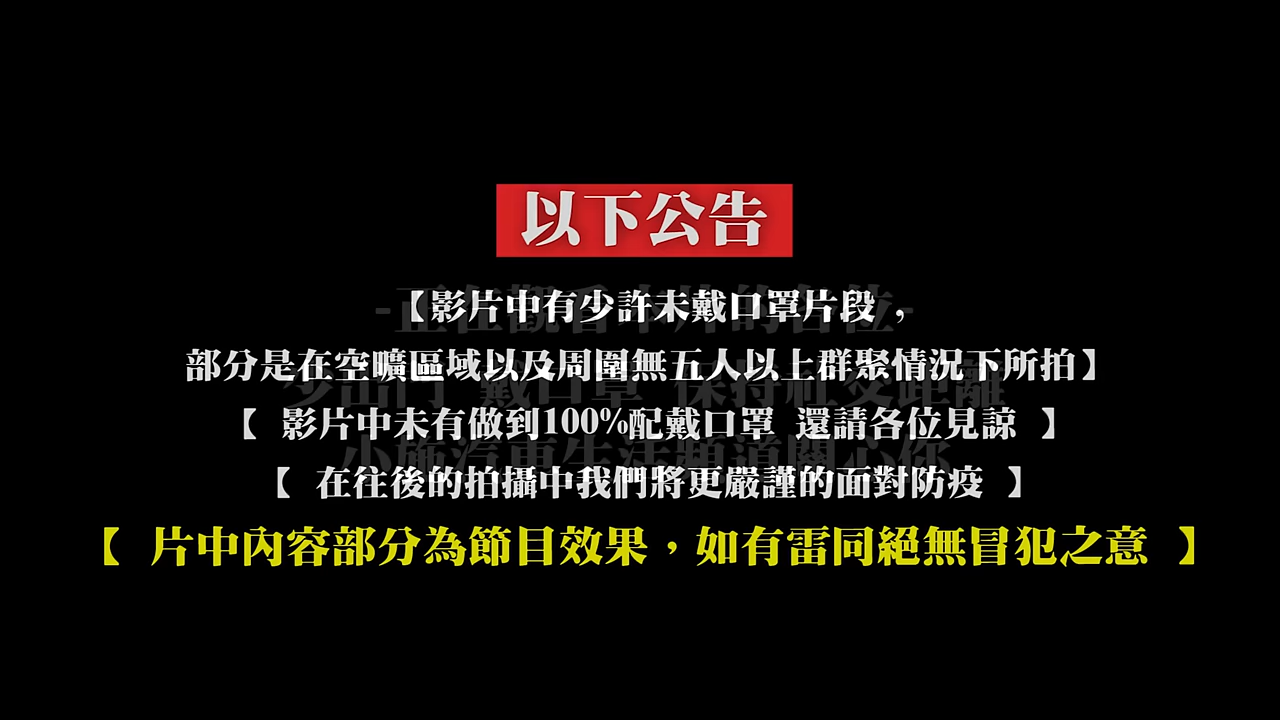 以下公告
【影片中有少許未戴口罩片段，
部分是在空曠區域以及周圍無五人以上群聚情況下所拍】
【 影片中未有做到100%配戴口罩 還請各位見諒 】
【 在往後的拍攝中我們將更嚴謹的面對防疫 】
【 片中內容部分為節目效果，如有雷同絕無冒犯之意 】